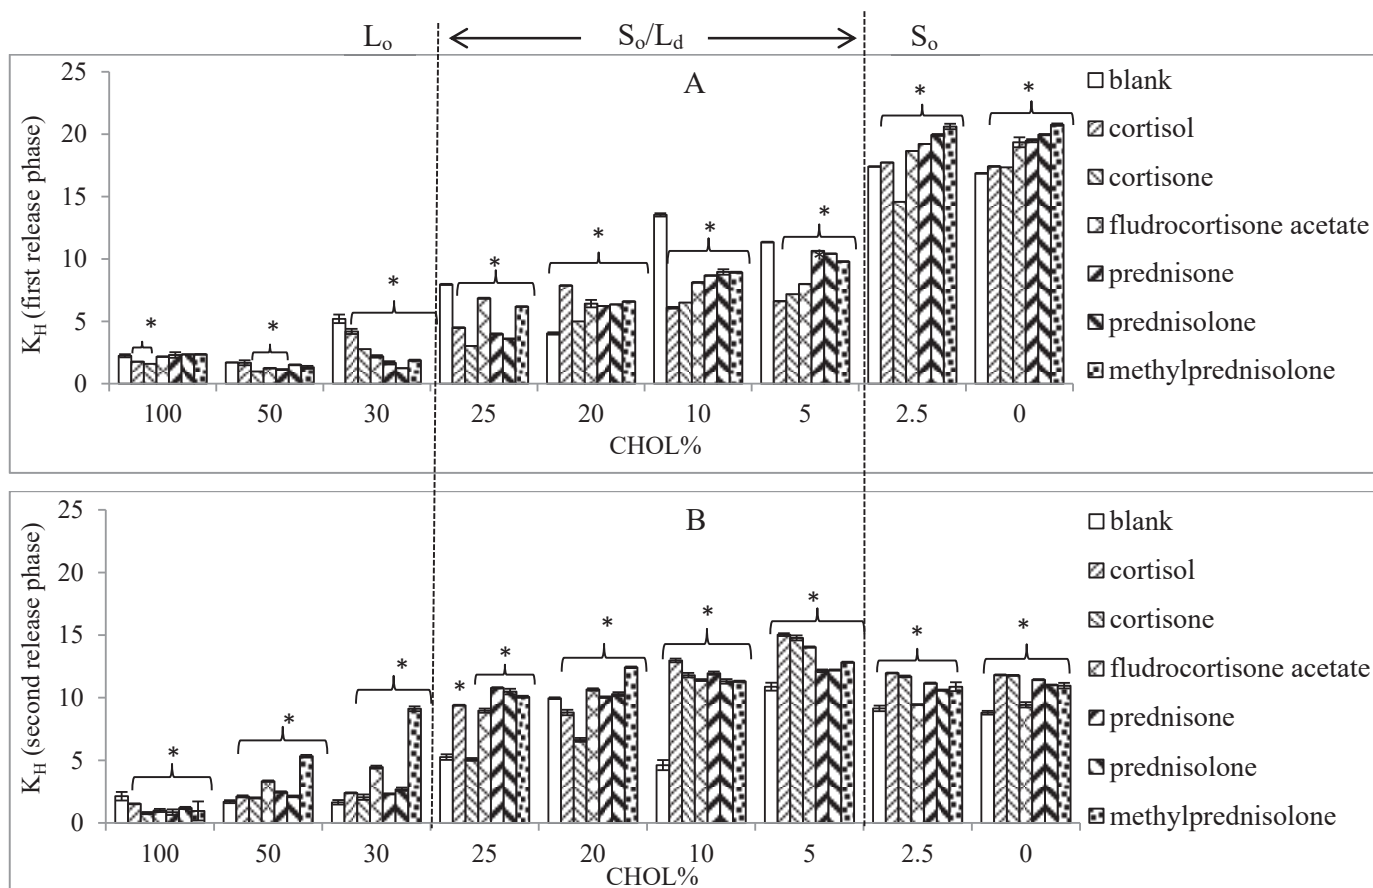 Lo So/Ld So
A
K_H (first release phase)
25
20
15
10
5
0
* * * * * * * * * *
100 50 30 25 20 10 5 2.5 0
CHOL%
blank
cortisol
cortisone
fludrocortisone acetate
prednisone
prednisolone
methylprednisolone
B
K_H (second release phase)
25
20
15
10
5
0
* * * * * * * * * *
100 50 30 25 20 10 5 2.5 0
CHOL%
blank
cortisol
cortisone
fludrocortisone acetate
prednisone
prednisolone
methylprednisolone